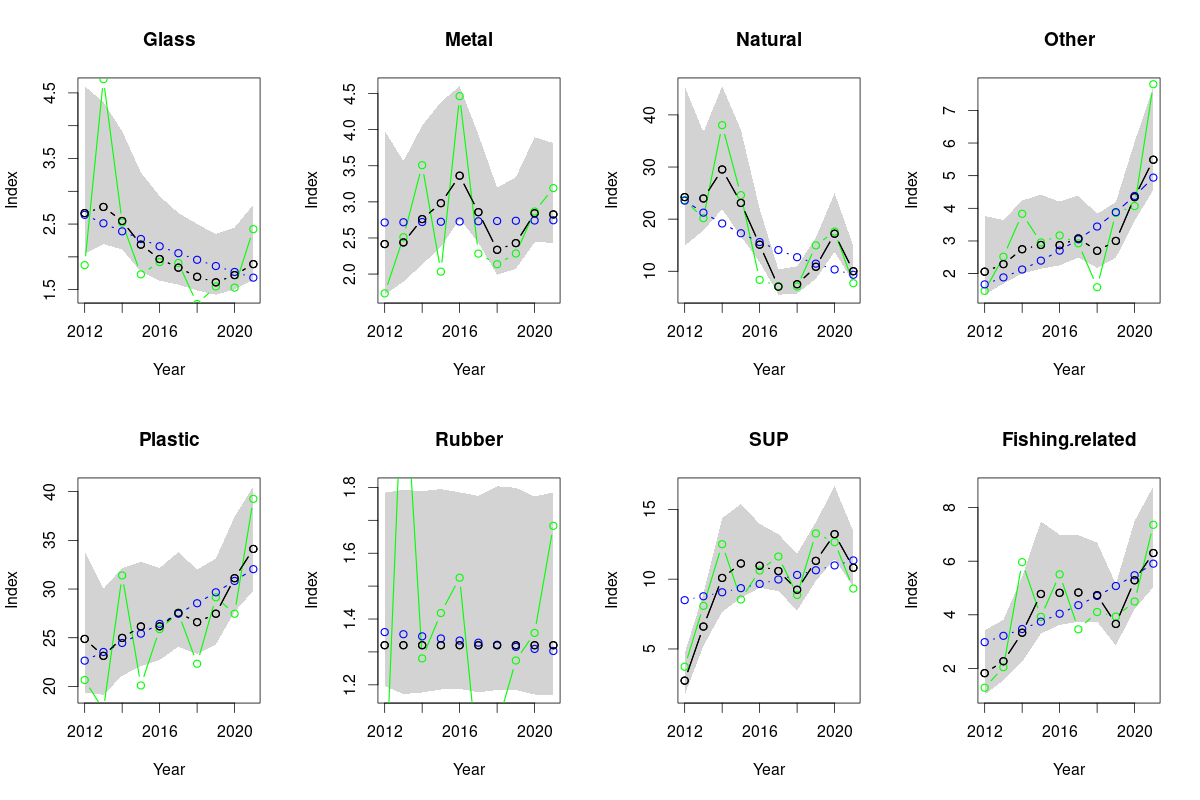 Glass
Index
4.5
3.5
2.5
1.5
2012 2016 2020
Year
Metal
Index
4.5
4.0
3.5
3.0
2.5
2.0
2012 2016 2020
Year
Natural
Index
40
30
20
10
2012 2016 2020
Year
Other
Index
7
6
5
4
3
2
2012 2016 2020
Year
Plastic
Index
40
35
30
25
20
2012 2016 2020
Year
Rubber
Index
1.8
1.6
1.4
1.2
2012 2016 2020
Year
SUP
Index
15
10
5
2012 2016 2020
Year
Fishing.related
Index
8
6
4
2
2012 2016 2020
Year